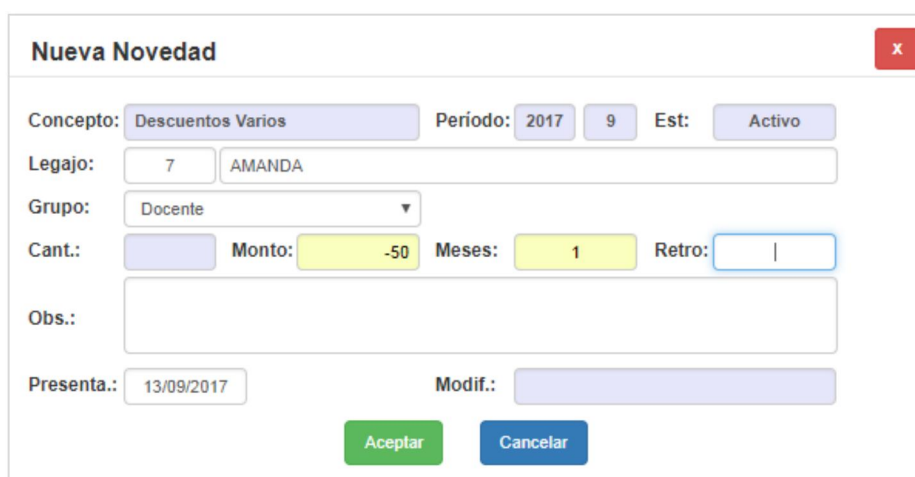 Nueva Novedad x
Concepto: Descuentos Varios Período: 2017 9 Est: Activo
Legajo: 7 AMANDA
Grupo: Docente
Cant.: Monto: -50 Meses: 1 Retro:
Obs.:
Presenta.: 13/09/2017 Modif.:
Aceptar Cancelar